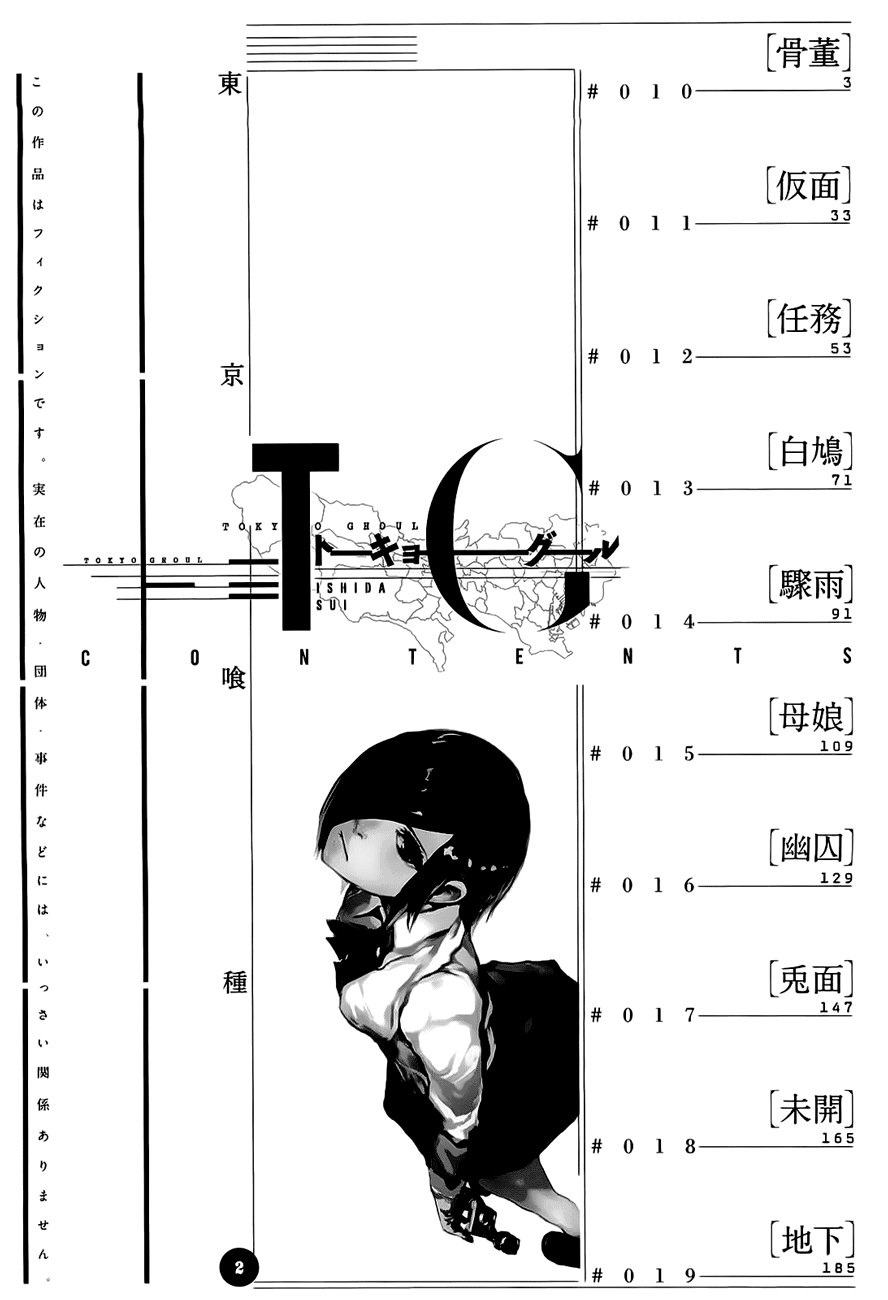 [骨董]
3
#010
[仮面]
33
#011
[任務]
53
#012
[白鳩]
71
#013
[驟雨]
91
#014
[母娘]
109
#015
[幽囚]
129
#016
[兎面]
147
#017
[未開]
165
#018
[地下]
185
#019
東京喰種
TG
TOKYO GHOUL
トーキョーグール
ISHIDA
SUI
TOKYO GHOUL
CONTENTS
2
この作品はフィクションです。実在の人物・団体・事件などには、いっさい関係ありません。